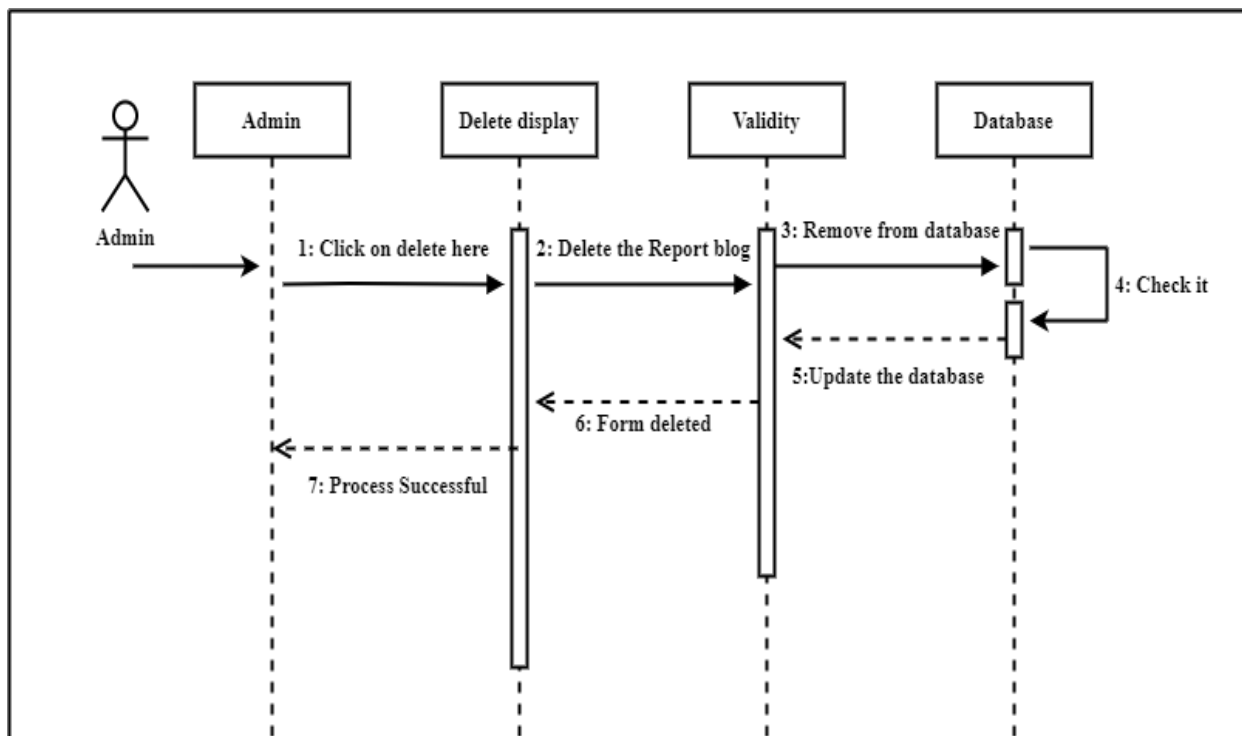 Admin
Delete display
Validity
Database
Admin
1: Click on delete here
2: Delete the Report blog
3: Remove from database
4: Check it
5:Update the database
6: Form deleted
7: Process Successful